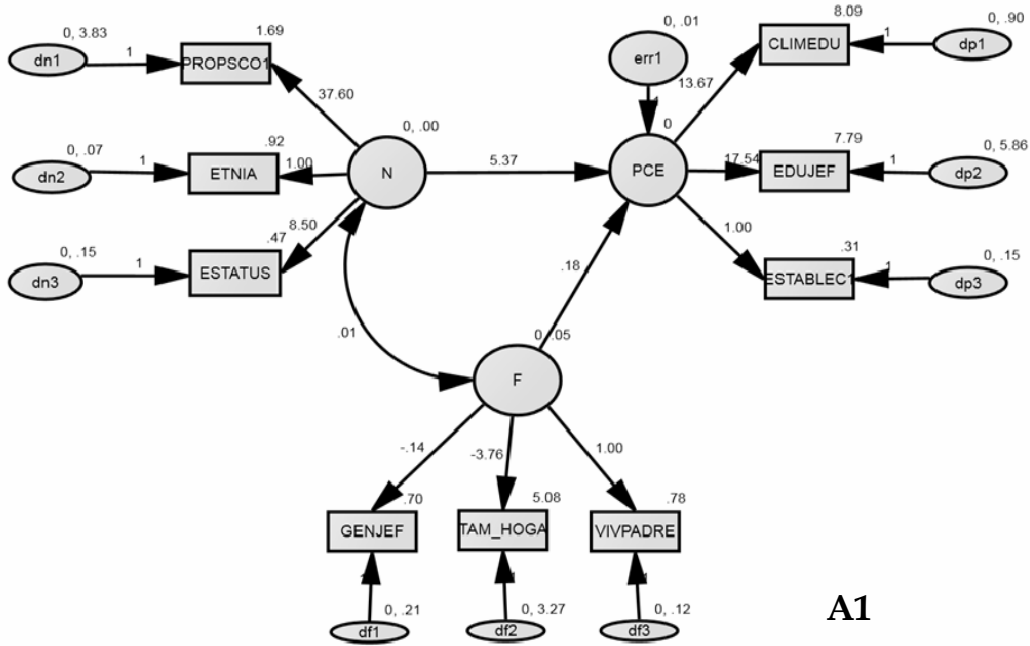 0, 3.83
dn1
1
1.69
PROPSCO1
37.60
0, .07
dn2
1
.92
ETNIA
1.00
0, .15
dn3
1
.47
ESTATUS
8.50
0, .00
N
5.37
0, .01
err1
1
0
PCE
13.67
8.09
CLIMEDU
1
0, .90
dp1
17.54
7.79
EDUJEF
1
0, 5.86
dp2
1.00
.31
ESTABLEC1
1
0, .15
dp3
.01
.18
0, .05
F
-.14
-3.76
1.00
.70
GENJEF
5.08
TAM_HOGA
.78
VIVPADRE
1
1
1
0, .21
df1
0, 3.27
df2
0, .12
df3
A1